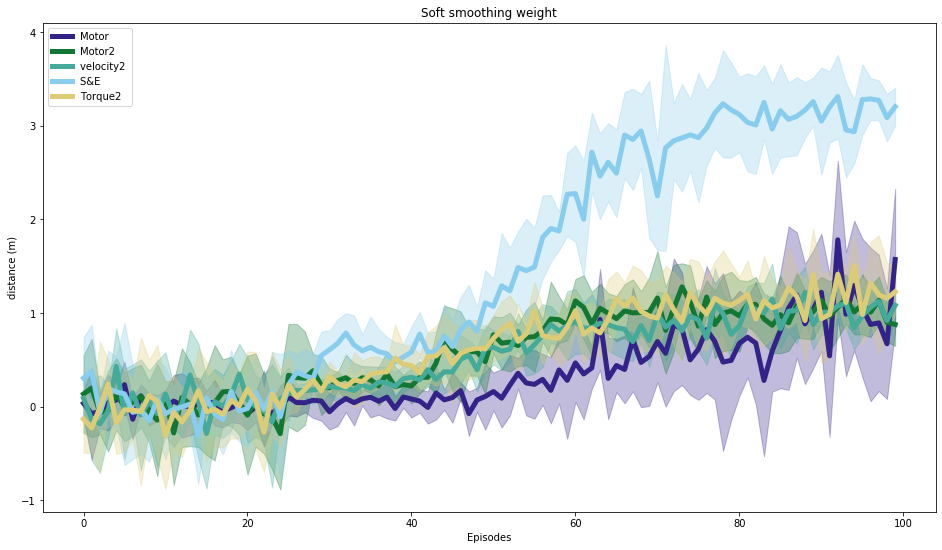 Soft smoothing weight
Motor
Motor2
velocity2
S&E
Torque2
distance (m)
4
3
2
1
0
−1
0 20 40 60 80 100
Episodes